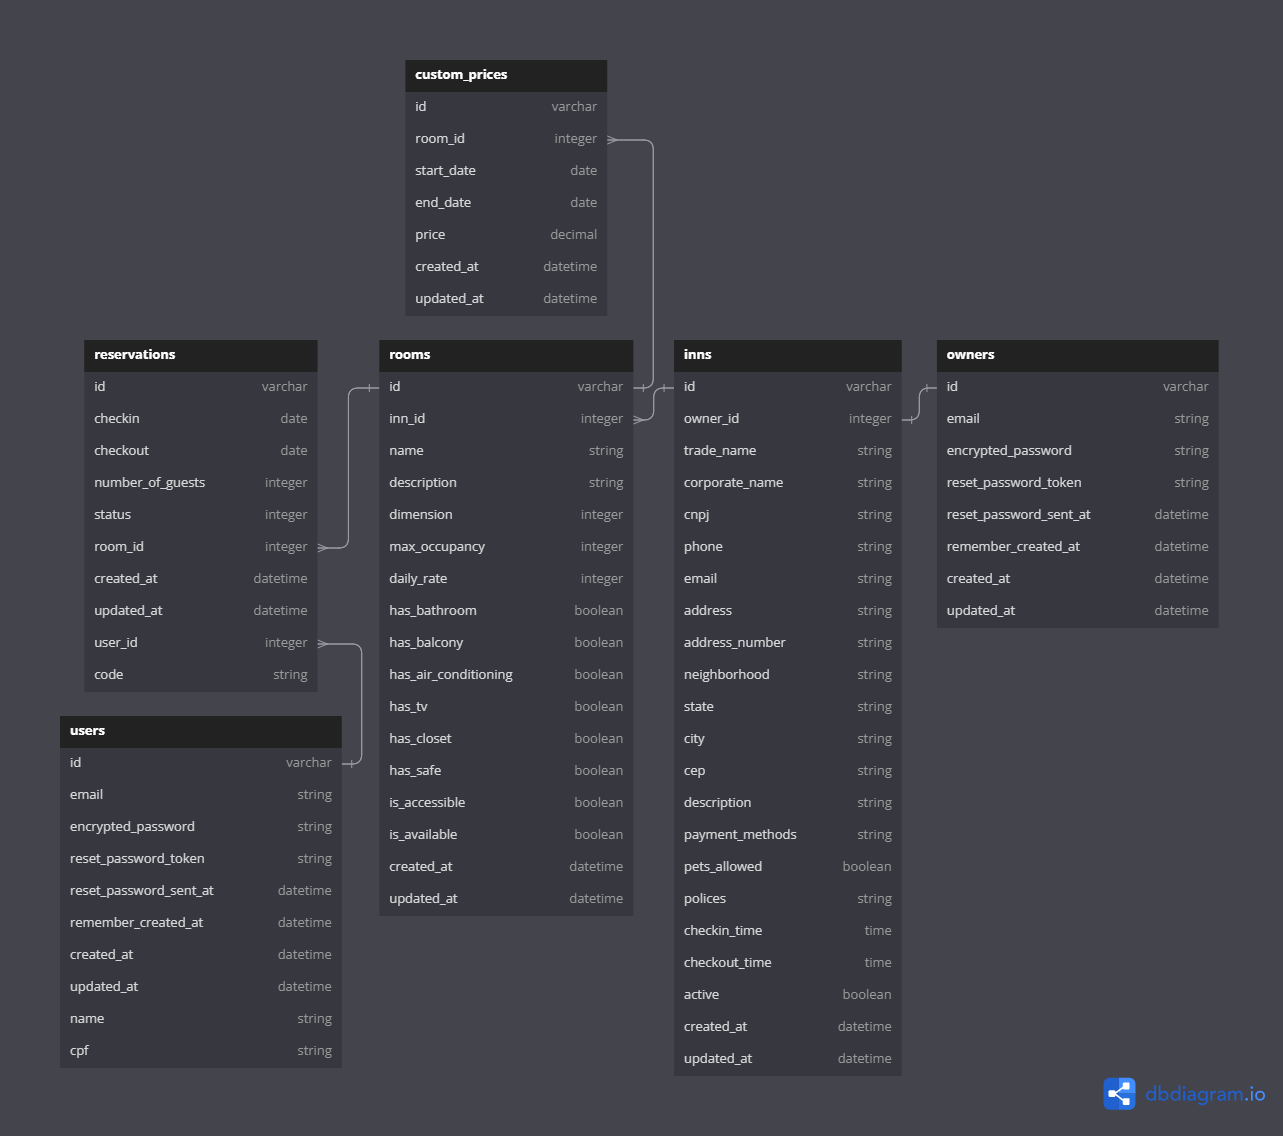 custom_prices
id varchar
room_id integer
start_date date
end_date date
price decimal
created_at datetime
updated_at datetime
reservations
id varchar
checkin date
checkout date
number_of_guests integer
status integer
room_id integer
created_at datetime
updated_at datetime
user_id integer
code string
rooms
id varchar
inn_id integer
name string
description string
dimension integer
max_occupancy integer
daily_rate integer
has_bathroom boolean
has_balcony boolean
has_air_conditioning boolean
has_tv boolean
has_closet boolean
has_safe boolean
is_accessible boolean
is_available boolean
created_at datetime
updated_at datetime
inns
id varchar
owner_id integer
trade_name string
corporate_name string
cnpj string
phone string
email string
address string
address_number string
neighborhood string
state string
city string
cep string
description string
payment_methods string
pets_allowed boolean
polices string
checkin_time time
checkout_time time
active boolean
created_at datetime
updated_at datetime
owners
id varchar
email string
encrypted_password string
reset_password_token string
reset_password_sent_at datetime
remember_created_at datetime
created_at datetime
updated_at datetime
users
id varchar
email string
encrypted_password string
reset_password_token string
reset_password_sent_at datetime
remember_created_at datetime
created_at datetime
updated_at datetime
name string
cpf string
dbdiagram.io